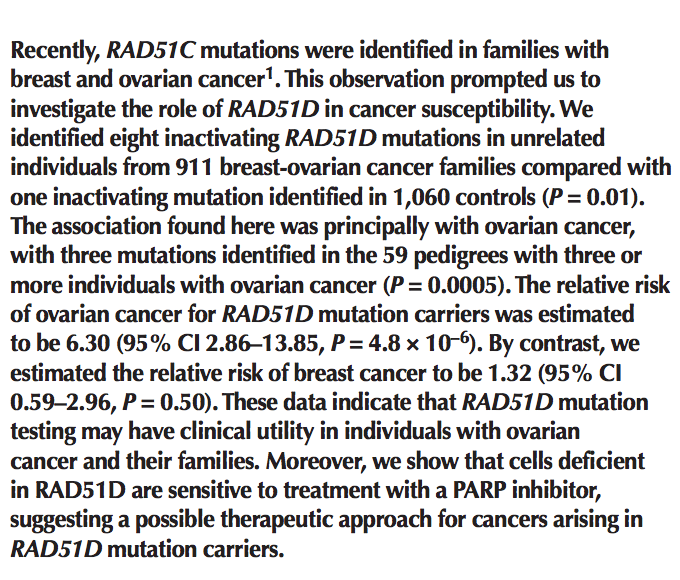 Recently, RAD51C mutations were identified in families with
breast and ovarian cancer¹. This observation prompted us to
investigate the role of RAD51D in cancer susceptibility. We
identified eight inactivating RAD51D mutations in unrelated
individuals from 911 breast-ovarian cancer families compared with
one inactivating mutation identified in 1,060 controls (P = 0.01).
The association found here was principally with ovarian cancer,
with three mutations identified in the 59 pedigrees with three or
more individuals with ovarian cancer (P = 0.0005). The relative risk
of ovarian cancer for RAD51D mutation carriers was estimated
to be 6.30 (95% CI 2.86–13.85, P = 4.8 × 10⁻⁶). By contrast, we
estimated the relative risk of breast cancer to be 1.32 (95% CI
0.59–2.96, P = 0.50). These data indicate that RAD51D mutation
testing may have clinical utility in individuals with ovarian
cancer and their families. Moreover, we show that cells deficient
in RAD51D are sensitive to treatment with a PARP inhibitor,
suggesting a possible therapeutic approach for cancers arising in
RAD51D mutation carriers.